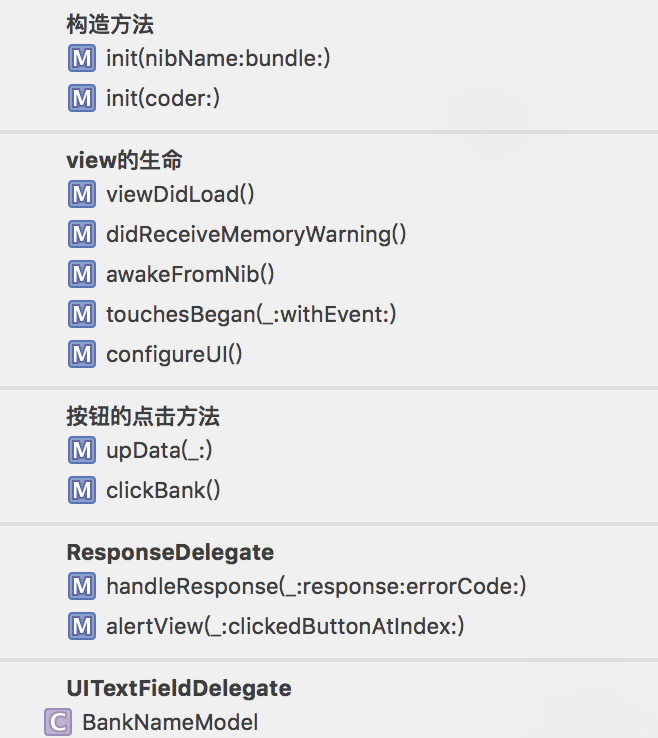 构造方法
M init(nibName:bundle:)
M init(coder:)
view的生命
M viewDidLoad()
M didReceiveMemoryWarning()
M awakeFromNib()
M touchesBegan(_:withEvent:)
M configureUI()
按钮的点击方法
M upData(_:)
M clickBank()
ResponseDelegate
M handleResponse(_:response:errorCode:)
M alertView(_:clickedButtonAtIndex:)
UITextFieldDelegate
C BankNameModel